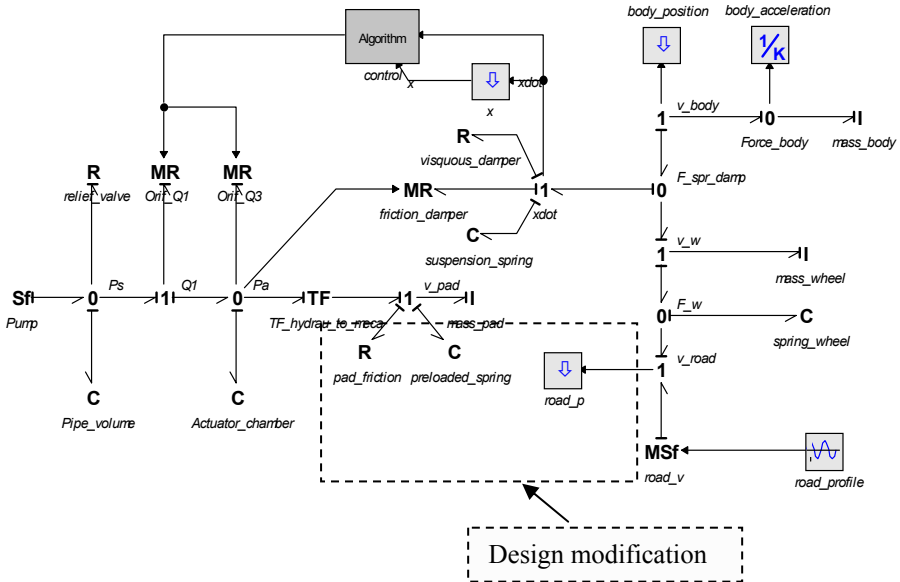 body_position body_acceleration
Algorithm
1/K
control
x xdot
x
v_body
1 0 I
Force_body mass_body
R
visquous_damper
R MR MR
relief_valve Orif_Q1 Orif_Q3
MR 1 0 F_spr_damp
friction_damper xdot
C
suspension_spring
v_w
1 I
mass_wheel
Ps Q1 Pa v_pad
Sf 0 1 0 TF 1 I
Pump TF_hydrau_to_meca mass_pad
F_w
0 C
spring_wheel
R C
pad_friction preloaded_spring
v_road
1
road_p
C C
Pipe_volume Actuator_chamber
MSf
road_v road_profile
Design modification